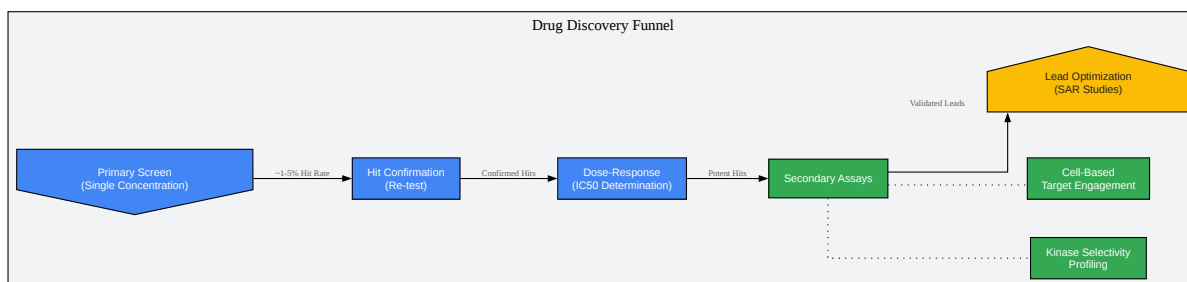 Drug Discovery Funnel
Lead Optimization
(SAR Studies)
Validated Leads
Primary Screen
(Single Concentration)
~1-5% Hit Rate
Hit Confirmation
(Re-test)
Confirmed Hits
Dose-Response
(IC50 Determination)
Potent Hits
Secondary Assays
Cell-Based
Target Engagement
Kinase Selectivity
Profiling